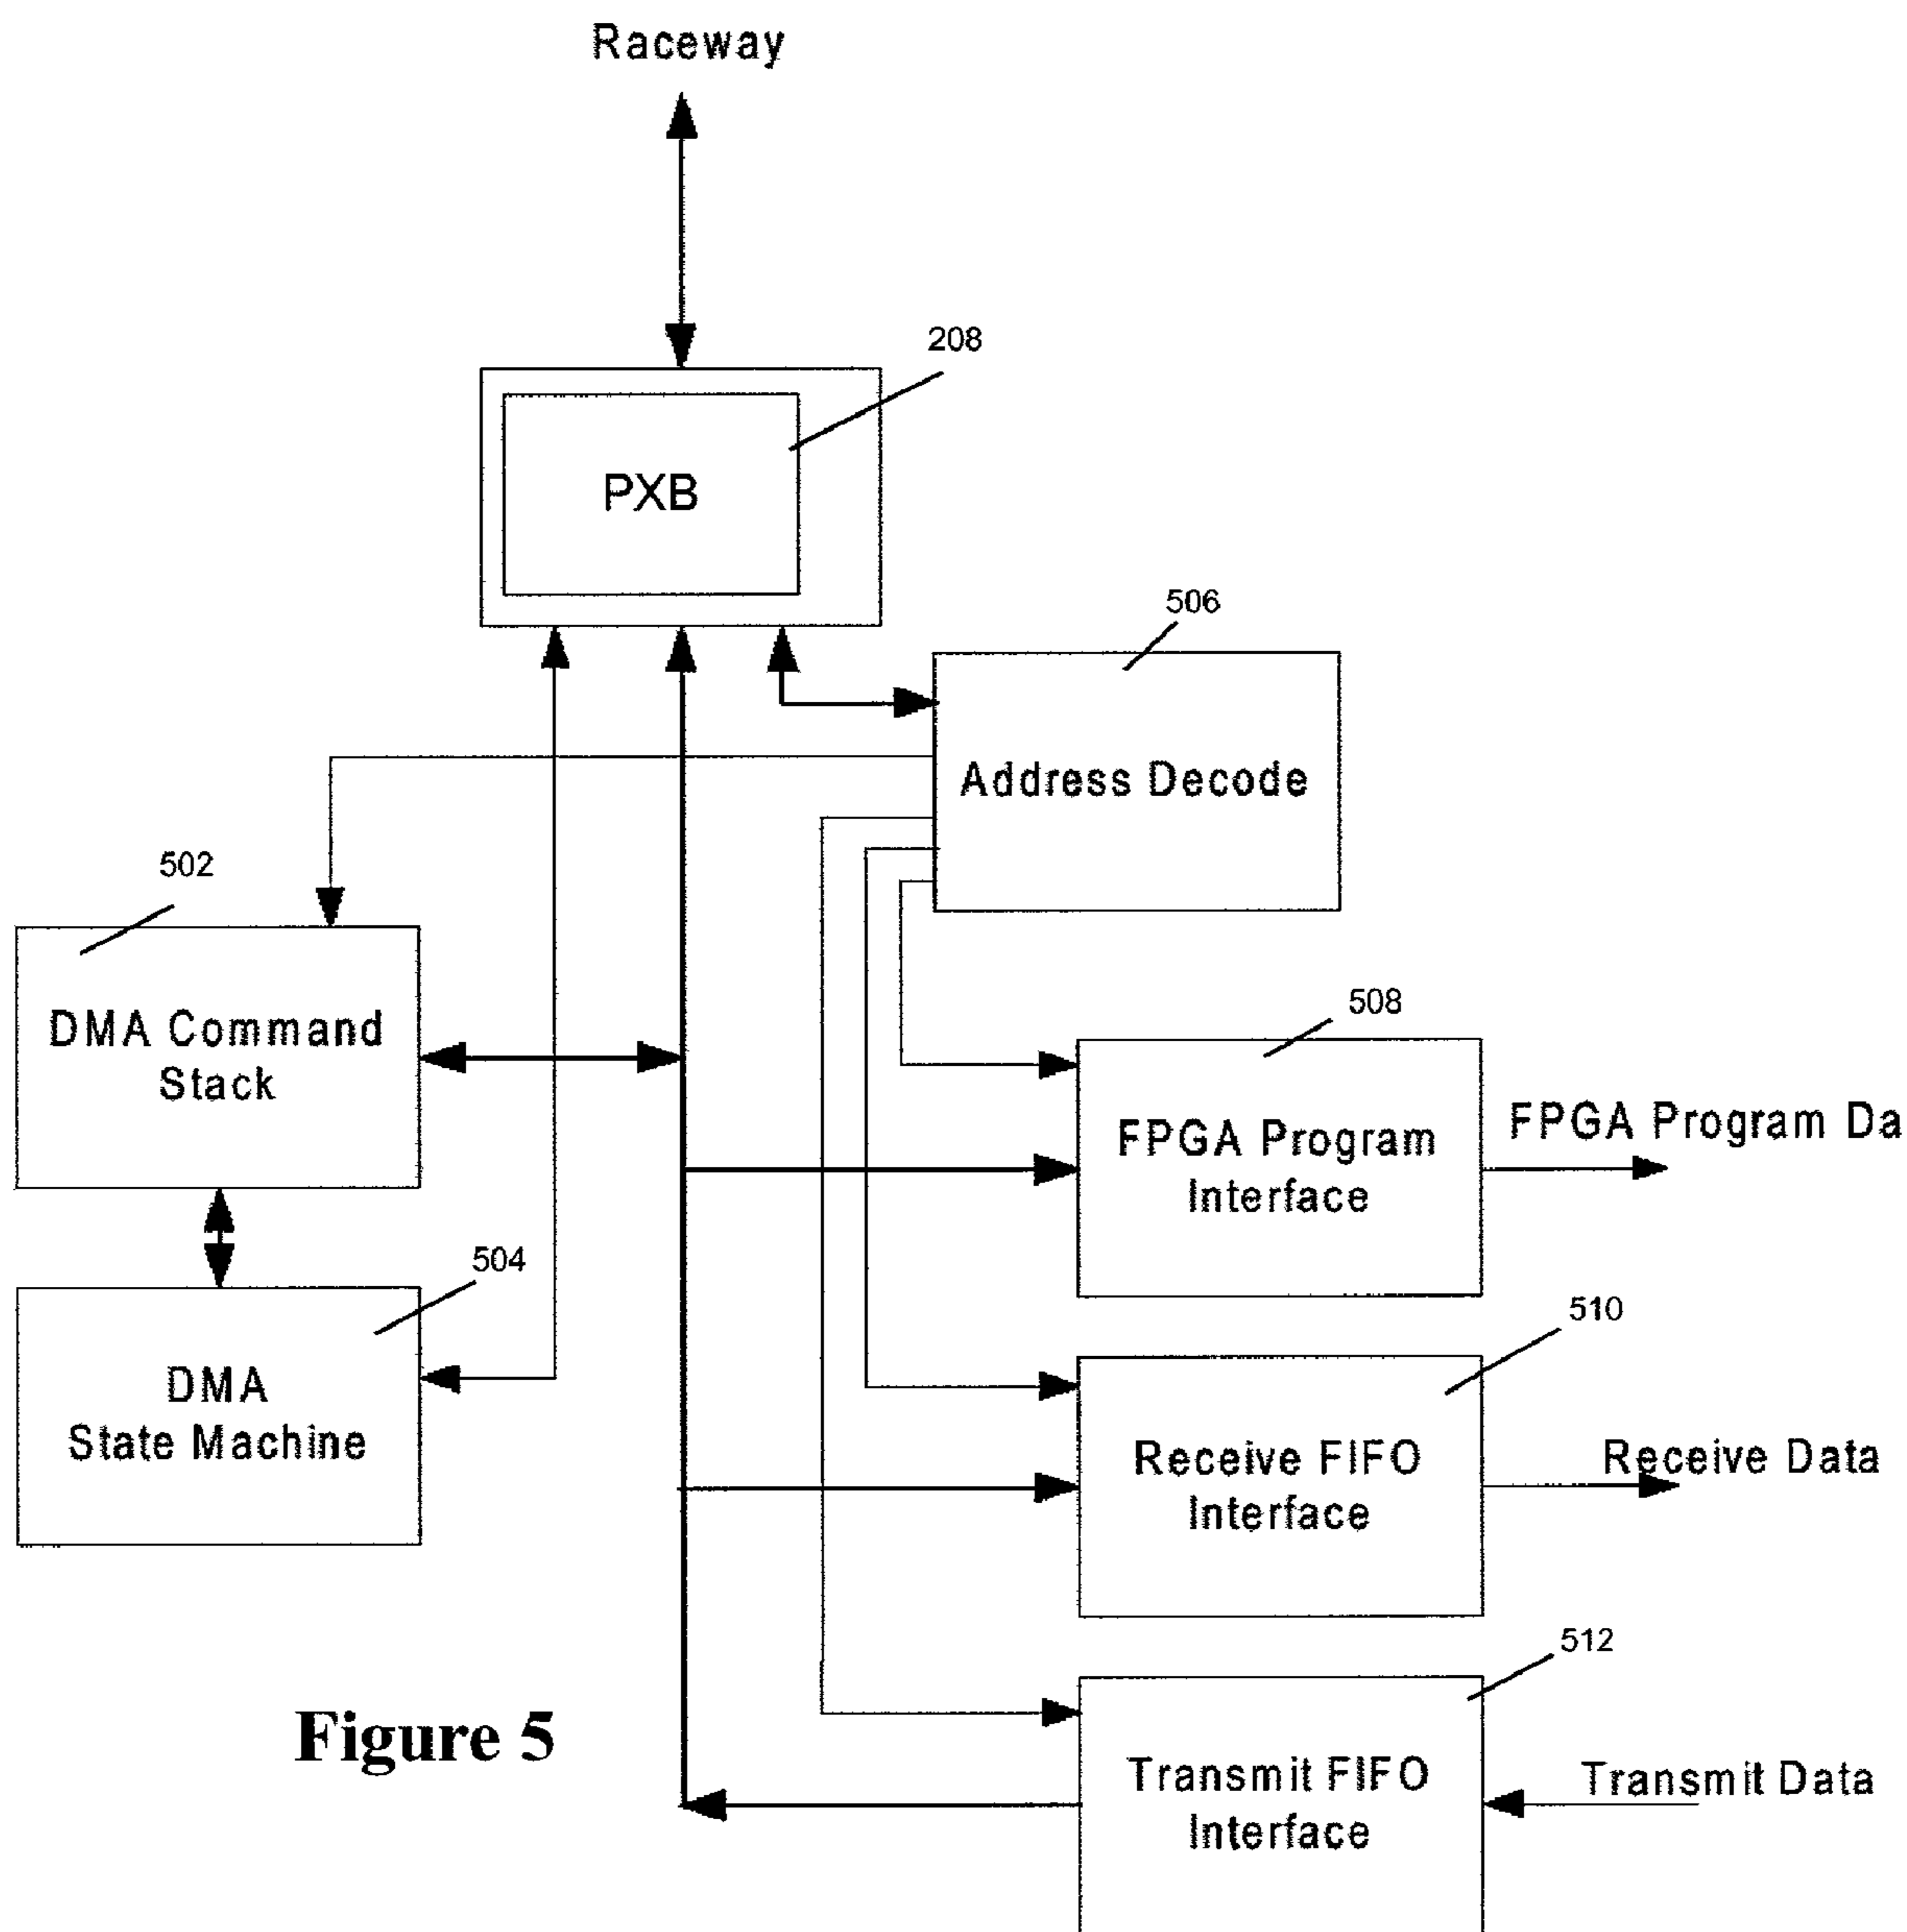 Raceway
208
PXB
506
Address Decode
502
DMA Command
Stack
508
FPGA Program
Interface
FPGA Program Da
504
DMA
State Machine
510
Receive FIFO
Interface
Receive Data
512
Transmit FIFO
Interface
Transmit Data
Figure 5